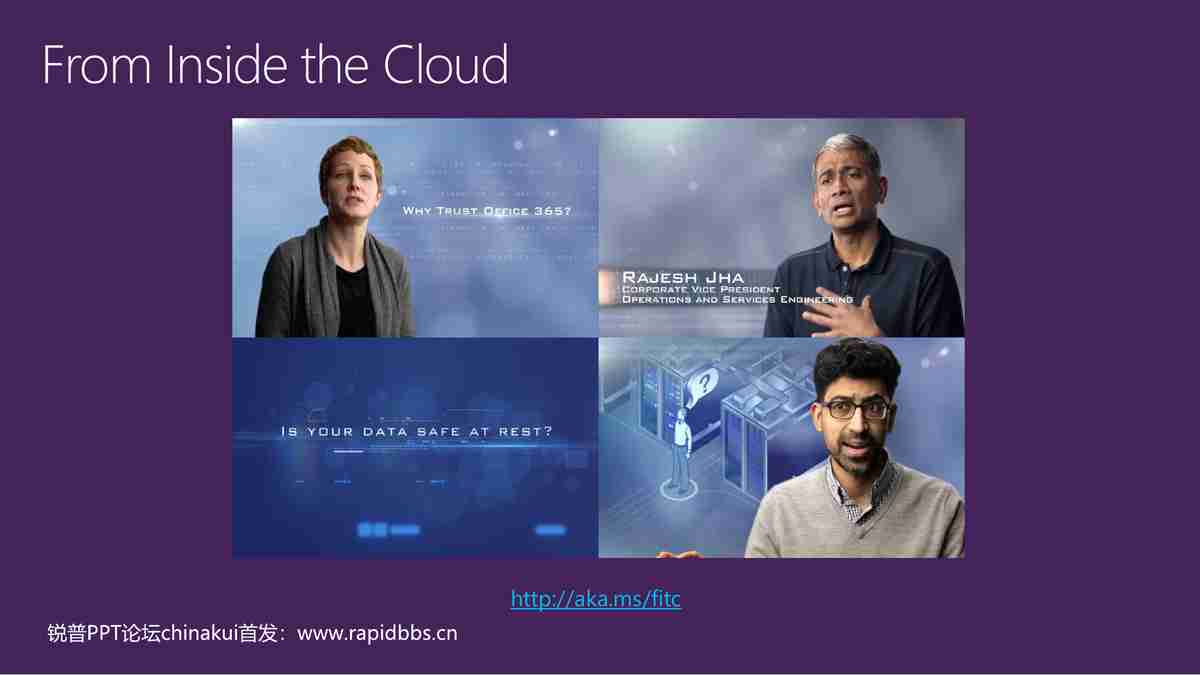 From Inside the Cloud
WHY TRUST OFFICE 365?
RAJESH JHA
CORPORATE VICE PRESIDENT
OPERATIONS AND SERVICES ENGINEERING
IS YOUR DATA SAFE AT REST?
?
http://aka.ms/fitc
锐普PPT论坛chinakui首发：www.rapidbbs.cn